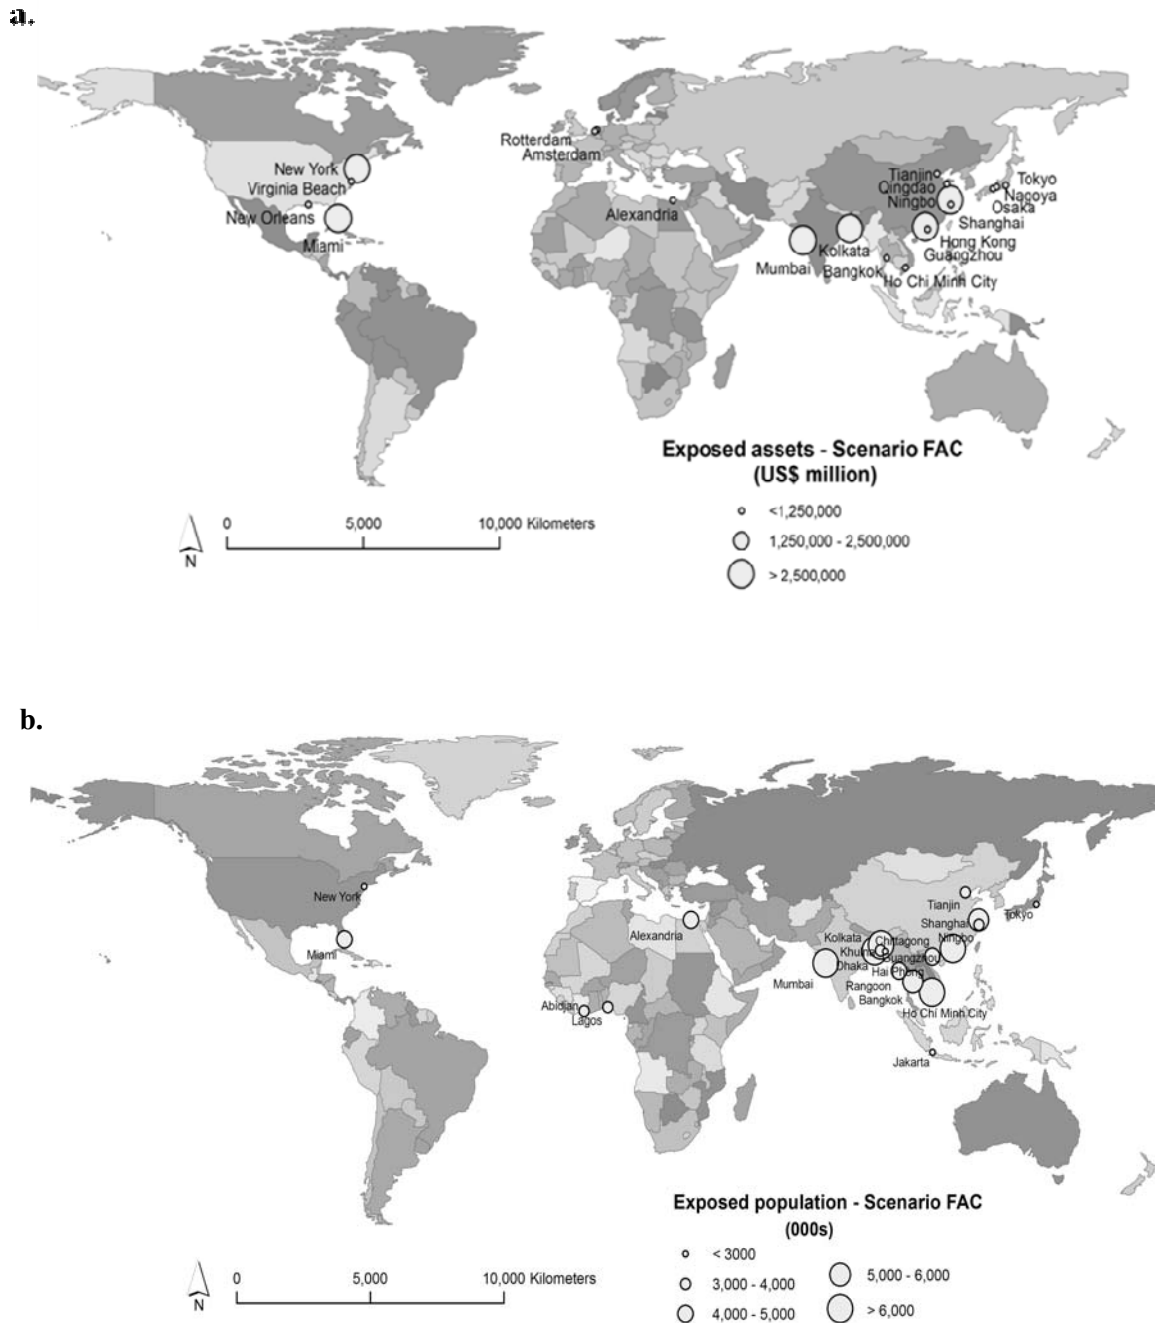 a.
Rotterdam
Amsterdam
New York
Virginia Beach
New Orleans
Miami
Alexandria
Tianjin
Qingdao
Ningbo
Tokyo
Nagoya
Osaka
Shanghai
Hong Kong
Guangzhou
Kolkata
Mumbai
Bangkok
Ho Chi Minh City
Exposed assets - Scenario FAC
(US$ million)
<1,250,000
1,250,000 - 2,500,000
> 2,500,000
0 5,000 10,000 Kilometers
N
b.
New York
Miami
Alexandria
Abidjan
Lagos
Tianjin
Shanghai
Tokyo
Ningbo
Kolkata
Chittagong
Khulna
Guangzhou
Dhaka
Hai Phong
Mumbai
Rangoon
Bangkok
Ho Chi Minh City
Jakarta
Exposed population - Scenario FAC
(000s)
< 3000
3,000 - 4,000
4,000 - 5,000
5,000 - 6,000
> 6,000
0 5,000 10,000 Kilometers
N